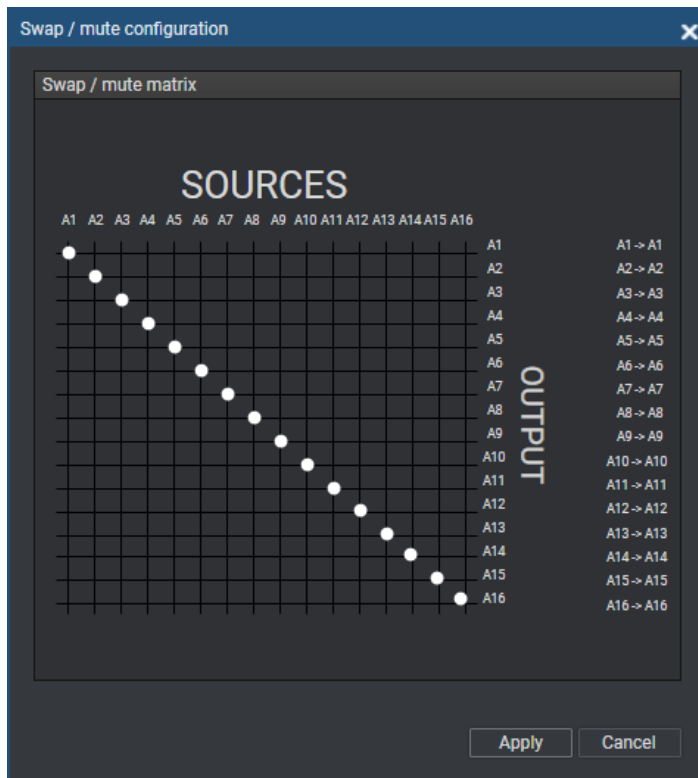 Swap / mute configuration
Swap / mute matrix
SOURCES
A1 A2 A3 A4 A5 A6 A7 A8 A9 A10 A11 A12 A13 A14 A15 A16
A1 A1 -> A1
A2 A2 -> A2
A3 A3 -> A3
A4 A4 -> A4
A5 A5 -> A5
A6 A6 -> A6
A7 A7 -> A7
A8 A8 -> A8
A9 A9 -> A9
A10 A10 -> A10
A11 A11 -> A11
A12 A12 -> A12
A13 A13 -> A13
A14 A14 -> A14
A15 A15 -> A15
A16 A16 -> A16
OUTPUT
Apply Cancel